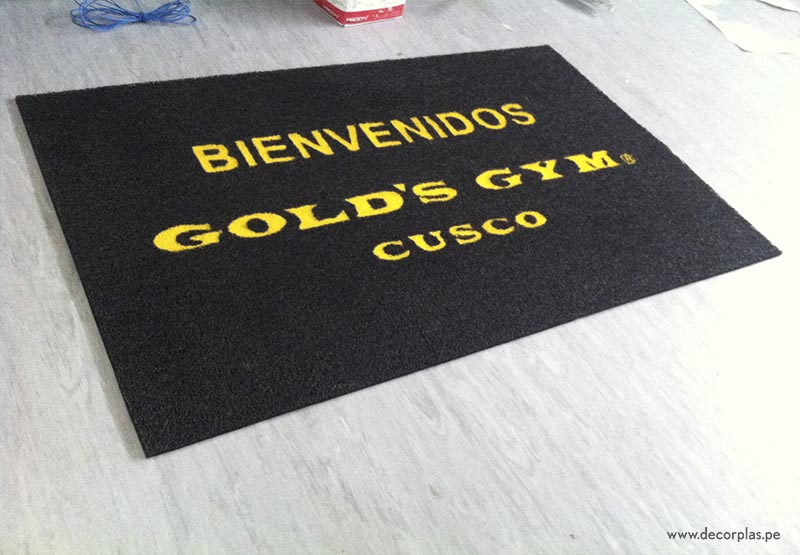 BIENVENIDOS
GOLD'S GYM®
CUSCO
www.decorplas.pe